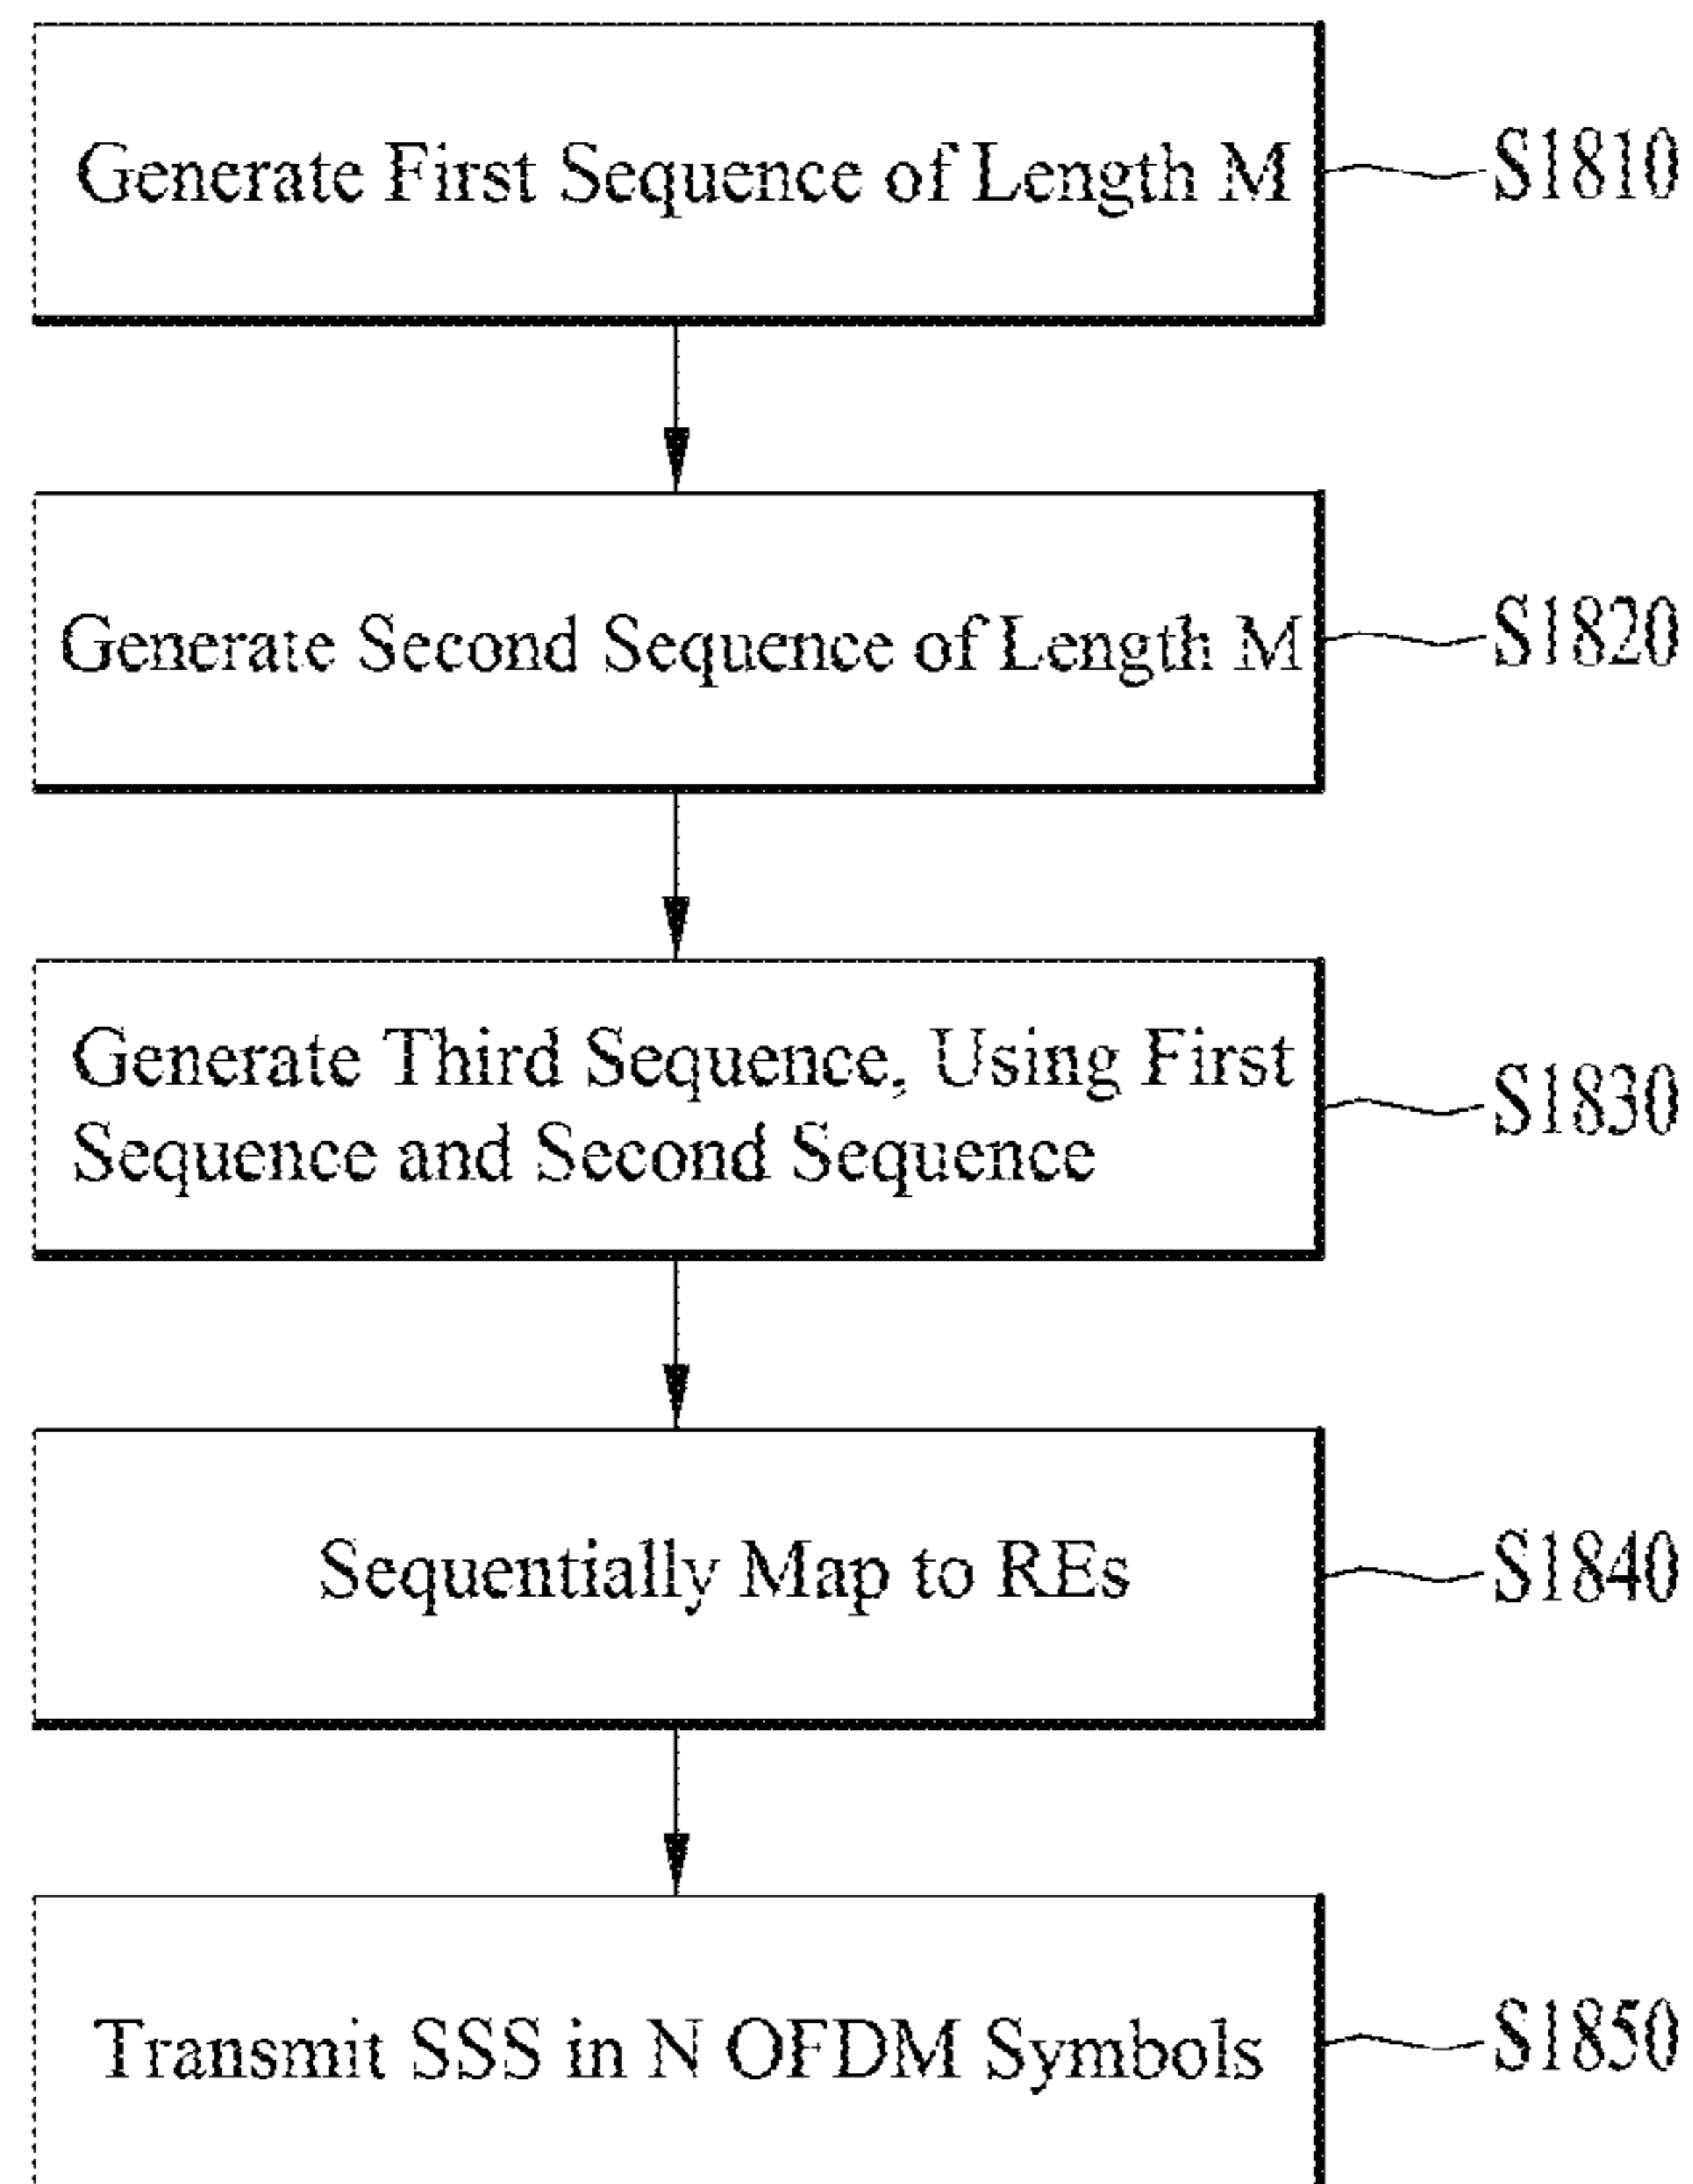 Generate First Sequence of Length M
S1810
Generate Second Sequence of Length M
S1820
Generate Third Sequence, Using First
Sequence and Second Sequence
S1830
Sequentially Map to REs
S1840
Transmit SSS in N OFDM Symbols
S1850